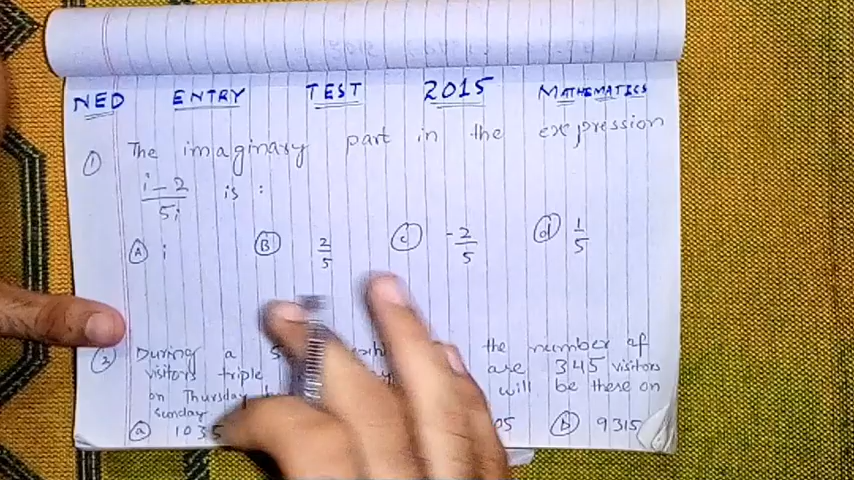 NED ENTRY TEST 2015 MATHEMATICS
① The imaginary part in the expression
i-2/5i is :
Ⓐ i Ⓑ 2/5 ⓒ -2/5 ⓓ 1/5
② During a 5 the number of
visitors triple are 345 visitors
on Thursday will be there on
sunday
ⓐ 1035 05 ⓑ 9315